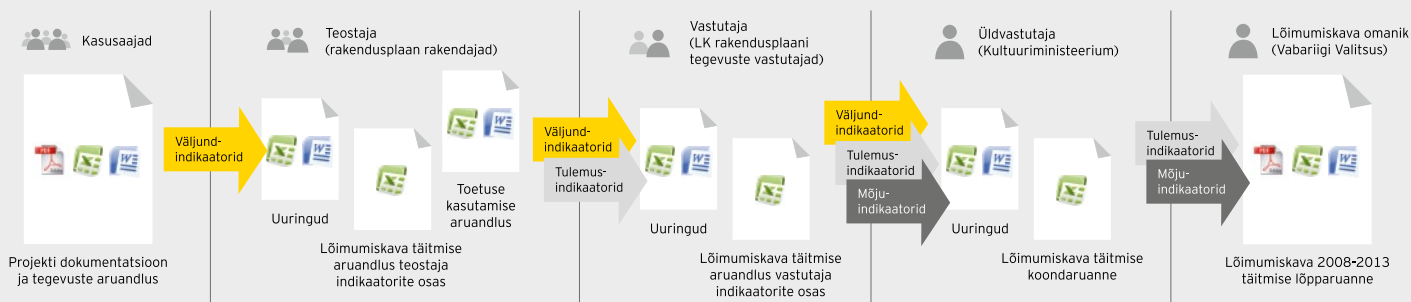 Kasusaajad
Väljund-
indikaatorid
Projekti dokumentatsioon
ja tegevuste aruandlus
Teostaja
(rakendusplaan rakendajad)
Uuringud
Lõimumiskava täitmise
aruandlus teostaja
indikaatorite osas
Toetuse
kasutamise
aruandlus
Väljund-
indikaatorid
Tulemus-
indikaatorid
Vastutaja
(LK rakendusplaani
tegevuste vastutajad)
Uuringud
Lõimumiskava täitmise
aruandlus vastutaja
indikaatorite osas
Väljund-
indikaatorid
Tulemus-
indikaatorid
Mõju-
indikaatorid
Üldvastutaja
(Kultuuriministeerium)
Uuringud
Lõimumiskava täitmise
koondaruanne
Tulemus-
indikaatorid
Mõju-
indikaatorid
Lõimumiskava omanik
(Vabariigi Valitsus)
PDF
Lõimumiskava 2008-2013
täitmise lõpparuanne